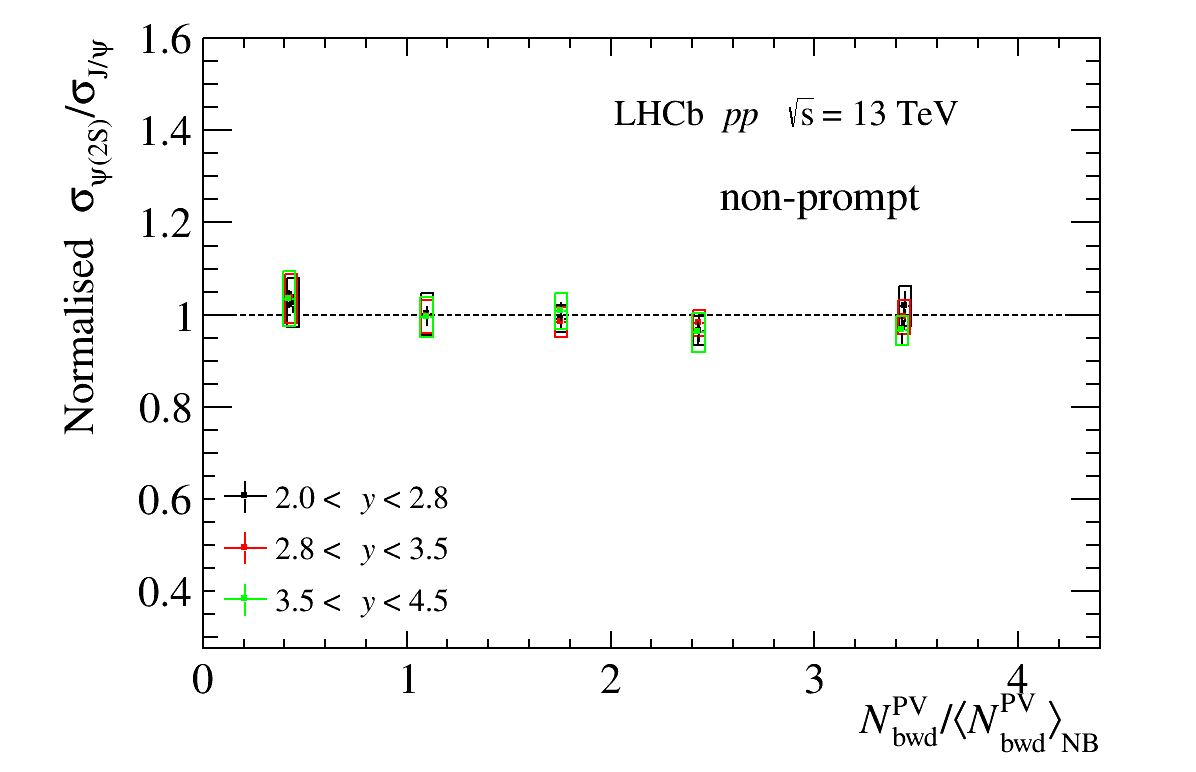 1.6
1.4
1.2
1
0.8
0.6
0.4
Normalised σψ(2S)/σJ/ψ
LHCb pp √s = 13 TeV
non-prompt
2.0 < y < 2.8
2.8 < y < 3.5
3.5 < y < 4.5
0 1 2 3 4
N^PV_bwd/⟨N^PV_bwd⟩_NB